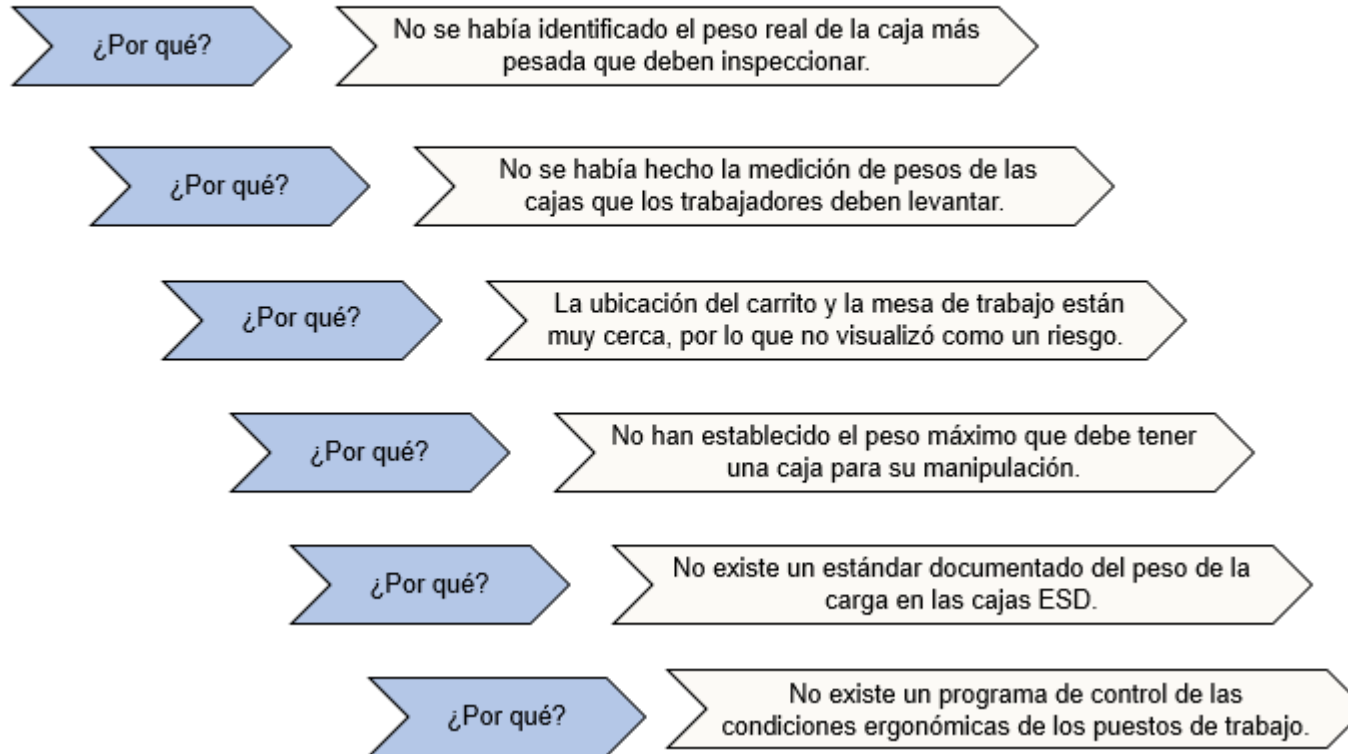 ¿Por qué?
No se había identificado el peso real de la caja más
pesada que deben inspeccionar.
¿Por qué?
No se había hecho la medición de pesos de las
cajas que los trabajadores deben levantar.
¿Por qué?
La ubicación del carrito y la mesa de trabajo están
muy cerca, por lo que no visualizó como un riesgo.
¿Por qué?
No han establecido el peso máximo que debe tener
una caja para su manipulación.
¿Por qué?
No existe un estándar documentado del peso de la
carga en las cajas ESD.
¿Por qué?
No existe un programa de control de las
condiciones ergonómicas de los puestos de trabajo.